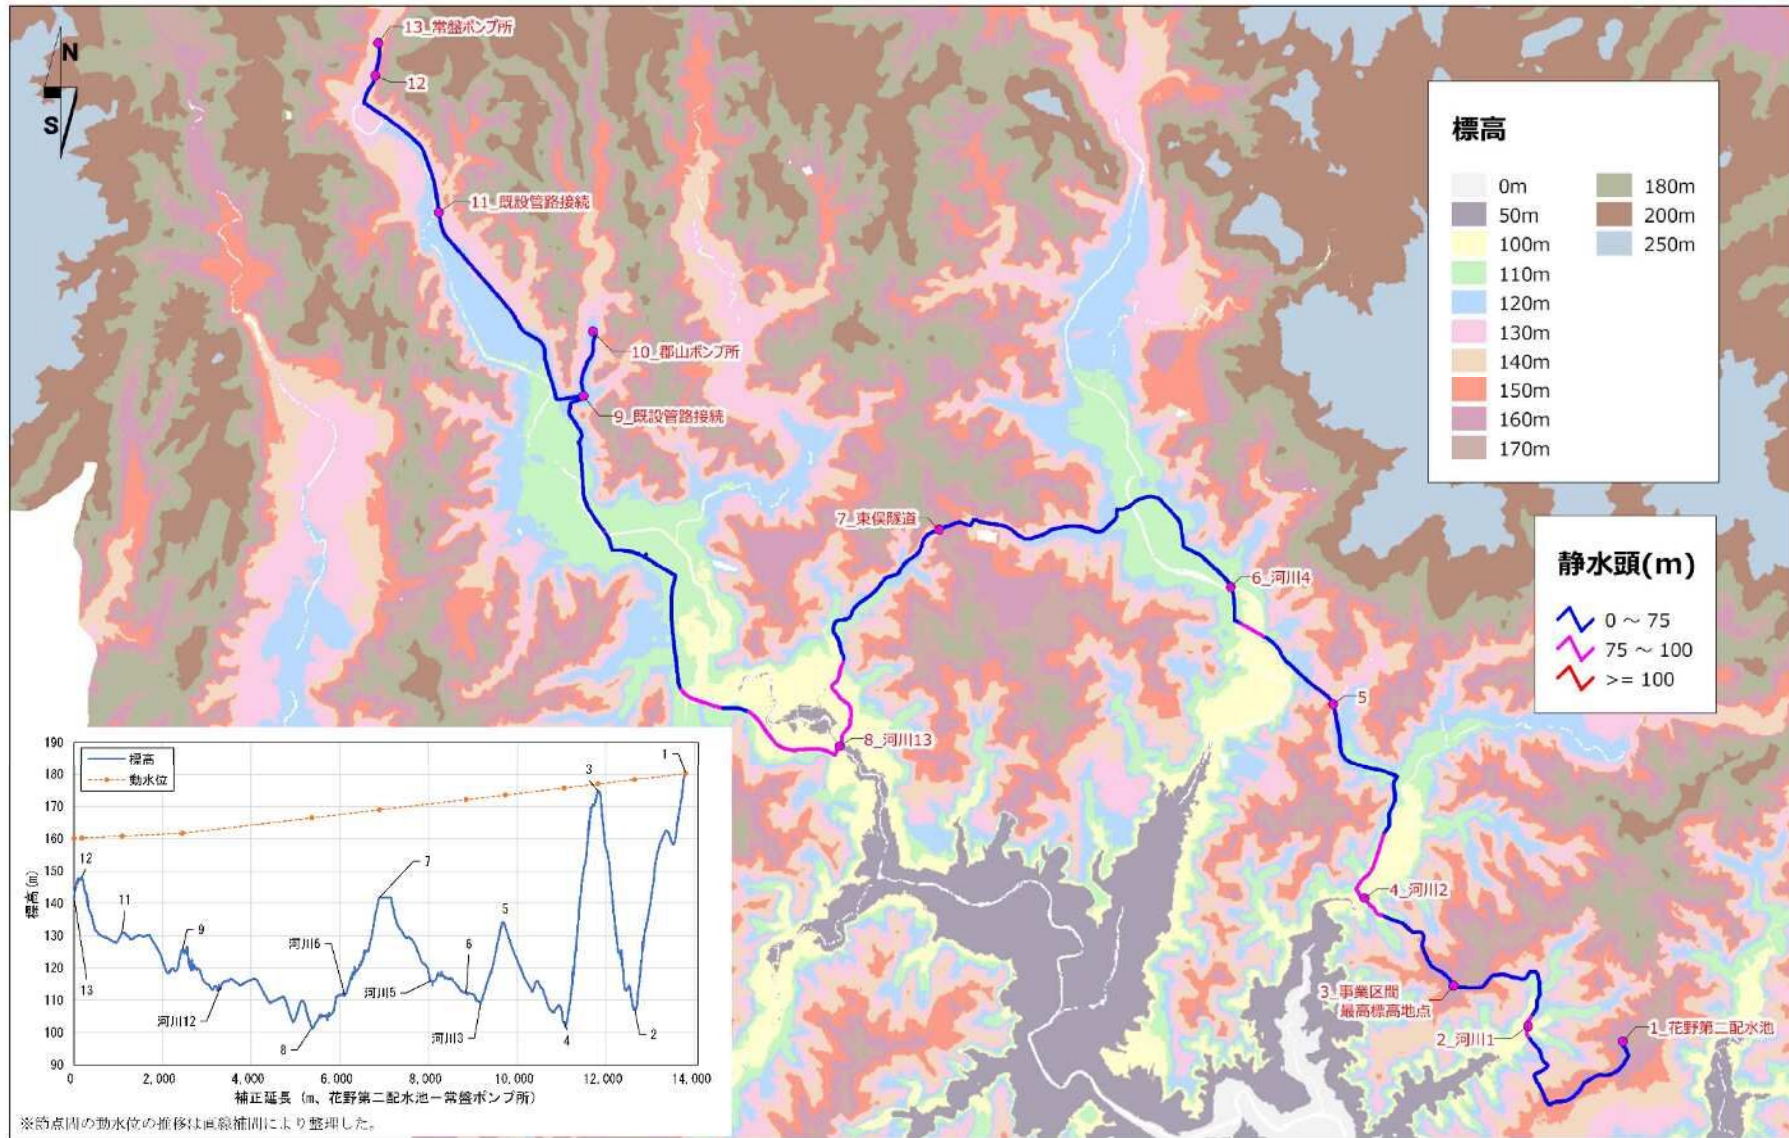 N
S
13_常盤ポンプ所
12
11_既設管路接続
10_郡山ポンプ所
9_既設管路接続
7_東俣隧道
6_河川4
5
8_河川13
4_河川2
3_事業区間
最高標高地点
2_河川1
1_花野第二配水池
標高
0m
50m
100m
110m
120m
130m
140m
150m
160m
170m
180m
200m
250m
静水頭(m)
0 ～ 75
75 ～ 100
>= 100
標高
動水位
標高(m)
190
180
170
160
150
140
130
120
110
100
90
0
2,000
4,000
6,000
8,000
10,000
12,000
14,000
12
13
11
9
河川12
8
河川6
7
河川5
6
河川3
5
4
3
2
1
補正延長（m、花野第二配水池－常盤ポンプ所）
※節点間の動水位の推移は直線補間により整理した。